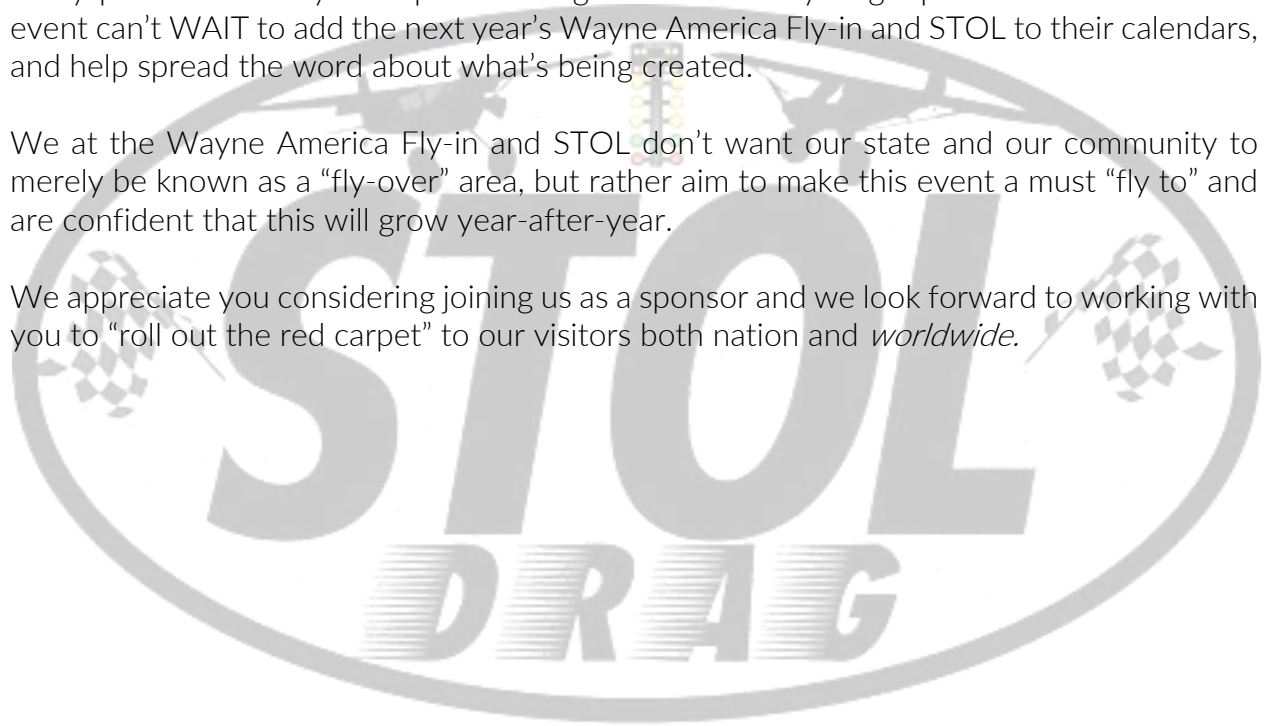 event can’t WAIT to add the next year’s Wayne America Fly-in and STOL to their calendars,
and help spread the word about what’s being created.
We at the Wayne America Fly-in and STOL don’t want our state and our community to
merely be known as a “fly-over” area, but rather aim to make this event a must “fly to” and
are confident that this will grow year-after-year.
We appreciate you considering joining us as a sponsor and we look forward to working with
you to “roll out the red carpet” to our visitors both nation and worldwide.
STOL
DRAG